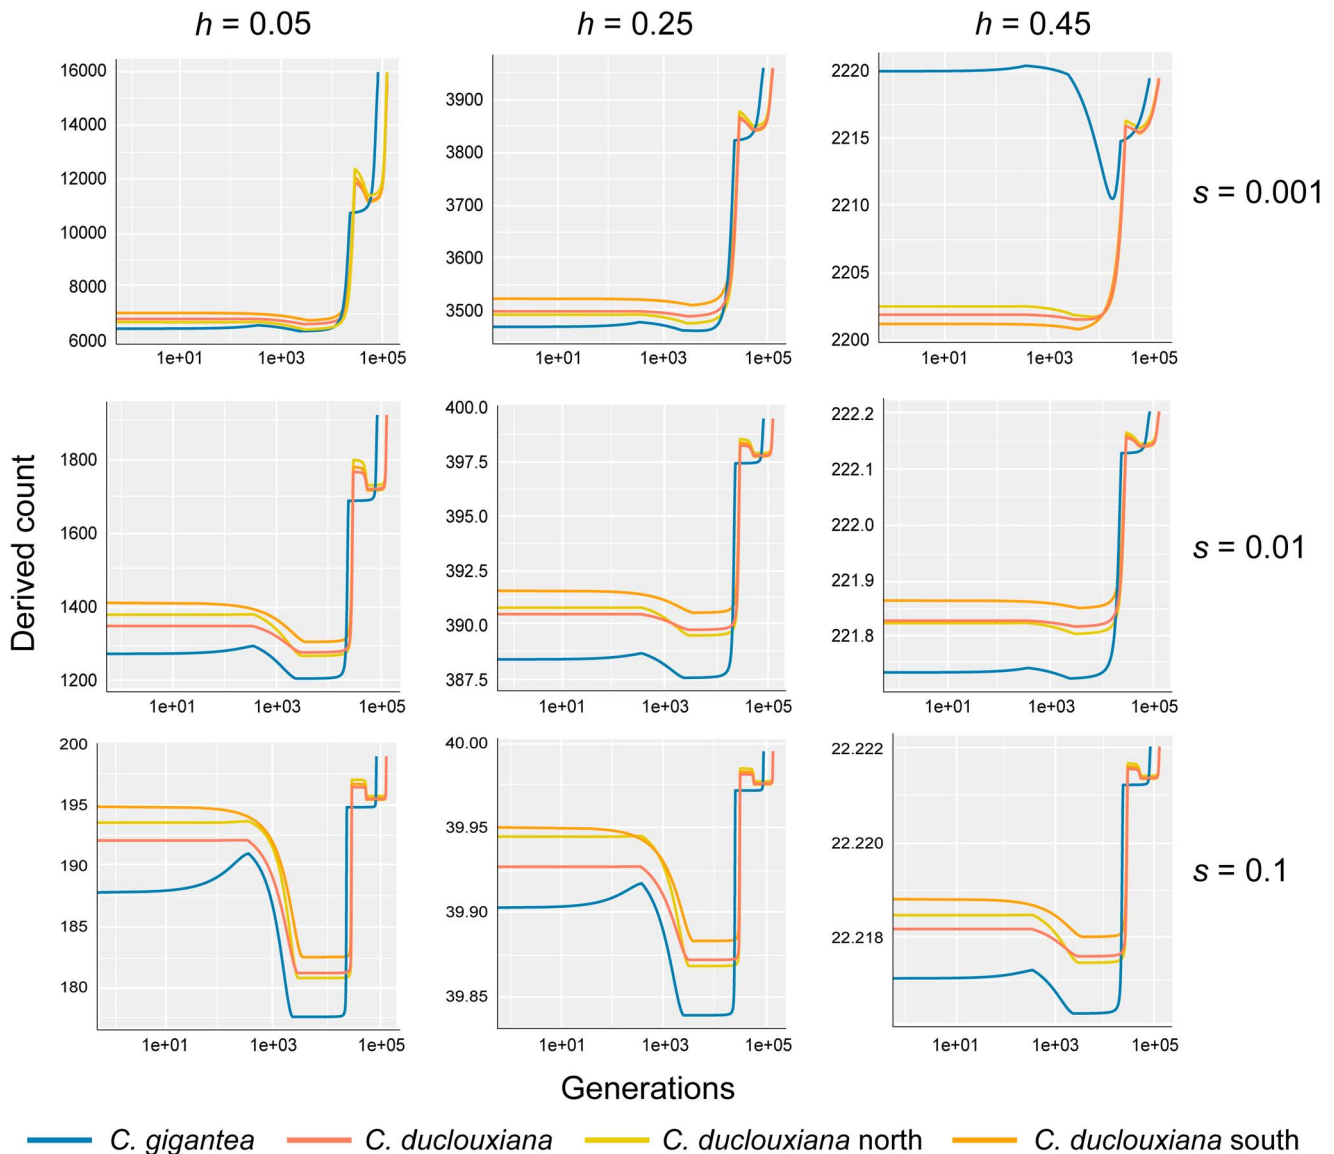 h = 0.05 h = 0.25 h = 0.45
16000
14000
12000
10000
8000
6000
1e+01 1e+03 1e+05
3900
3800
3700
3600
3500
1e+01 1e+03 1e+05
2220
2215
2210
2205
2200
1e+01 1e+03 1e+05
s = 0.001
Derived count
1800
1600
1400
1200
1e+01 1e+03 1e+05
400.0
397.5
395.0
392.5
390.0
387.5
1e+01 1e+03 1e+05
222.2
222.1
222.0
221.9
221.8
1e+01 1e+03 1e+05
s = 0.01
200
195
190
185
180
1e+01 1e+03 1e+05
40.00
39.95
39.90
39.85
1e+01 1e+03 1e+05
22.222
22.220
22.218
1e+01 1e+03 1e+05
s = 0.1
Generations
C. gigantea C. duclouxiana C. duclouxiana north C. duclouxiana south